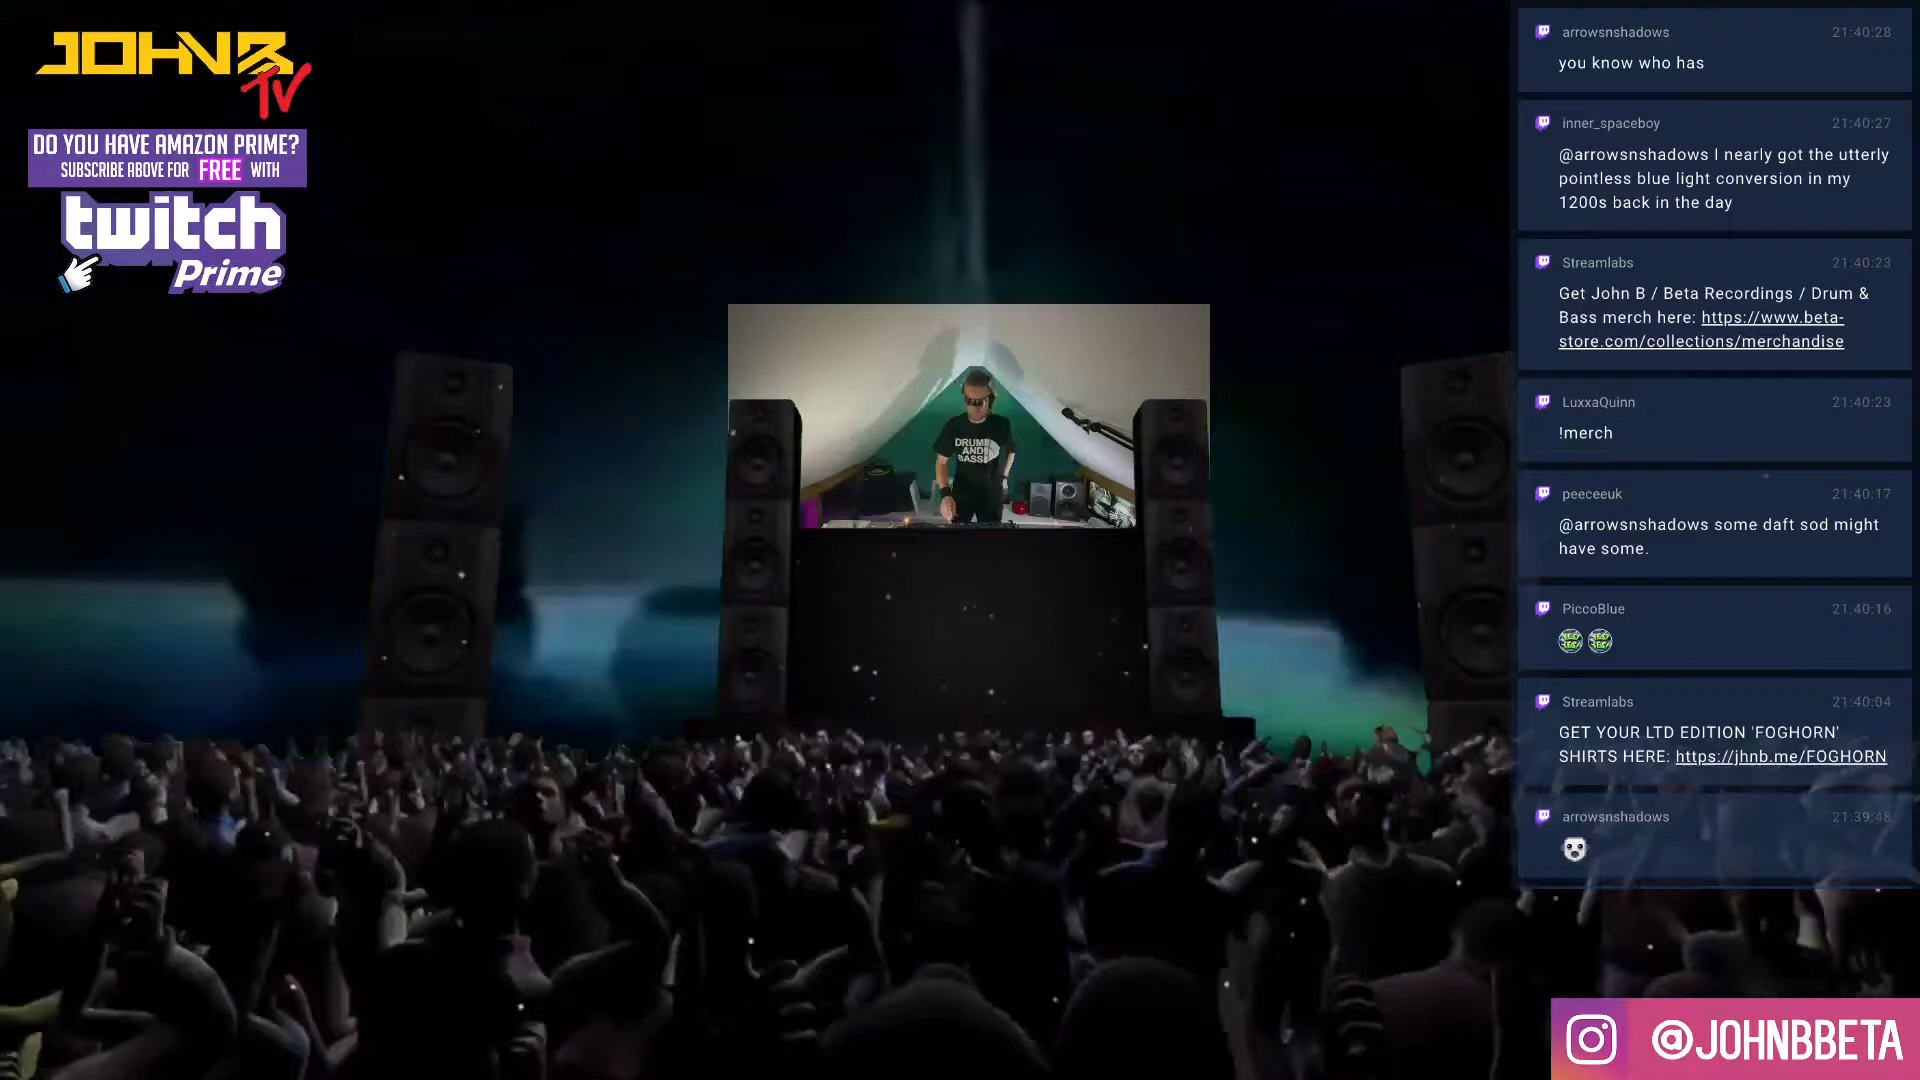 JOHN B
TV
DO YOU HAVE AMAZON PRIME?
SUBSCRIBE ABOVE FOR FREE WITH
twitch
Prime
DRUM
AND
BASS
arrowsnshadows 21:40:28
you know who has
inner_spaceboy 21:40:27
@arrowsnshadows I nearly got the utterly
pointless blue light conversion in my
1200s back in the day
Streamlabs 21:40:23
Get John B / Beta Recordings / Drum &
Bass merch here: https://www.beta-
store.com/collections/merchandise
LuxxaQuinn 21:40:23
!merch
peeceeuk 21:40:17
@arrowsnshadows some daft sod might
have some.
PiccoBlue 21:40:16
Streamlabs 21:40:04
GET YOUR LTD EDITION 'FOGHORN'
SHIRTS HERE: https://jhnb.me/FOGHORN
arrowsnshadows 21:39:48
@JOHNBBETA